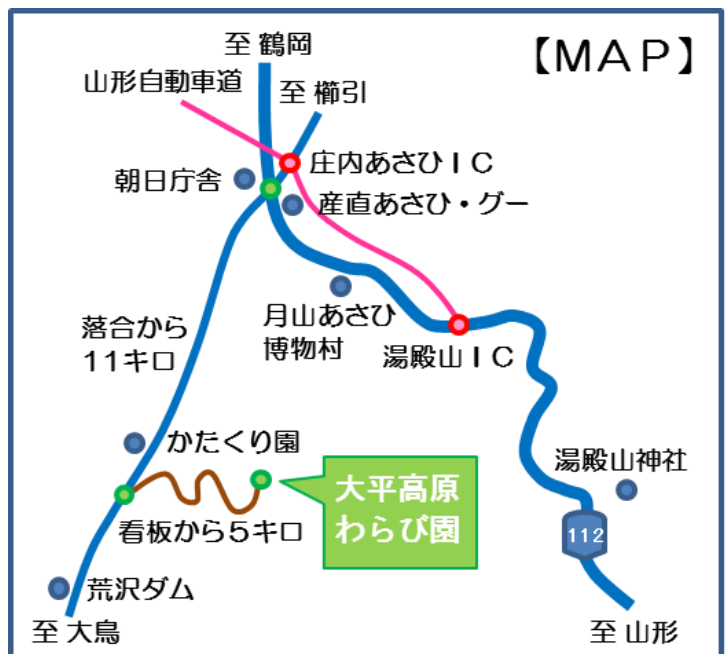 至 鶴岡
【MAP】
山形自動車道
至 櫛引
庄内あさひIC
朝日庁舎
産直あさひ・グー
月山あさひ
博物村
落合から
11キロ
湯殿山IC
かたくり園
湯殿山神社
大平高原
わらび園
看板から5キロ
112
荒沢ダム
至 大鳥
至 山形